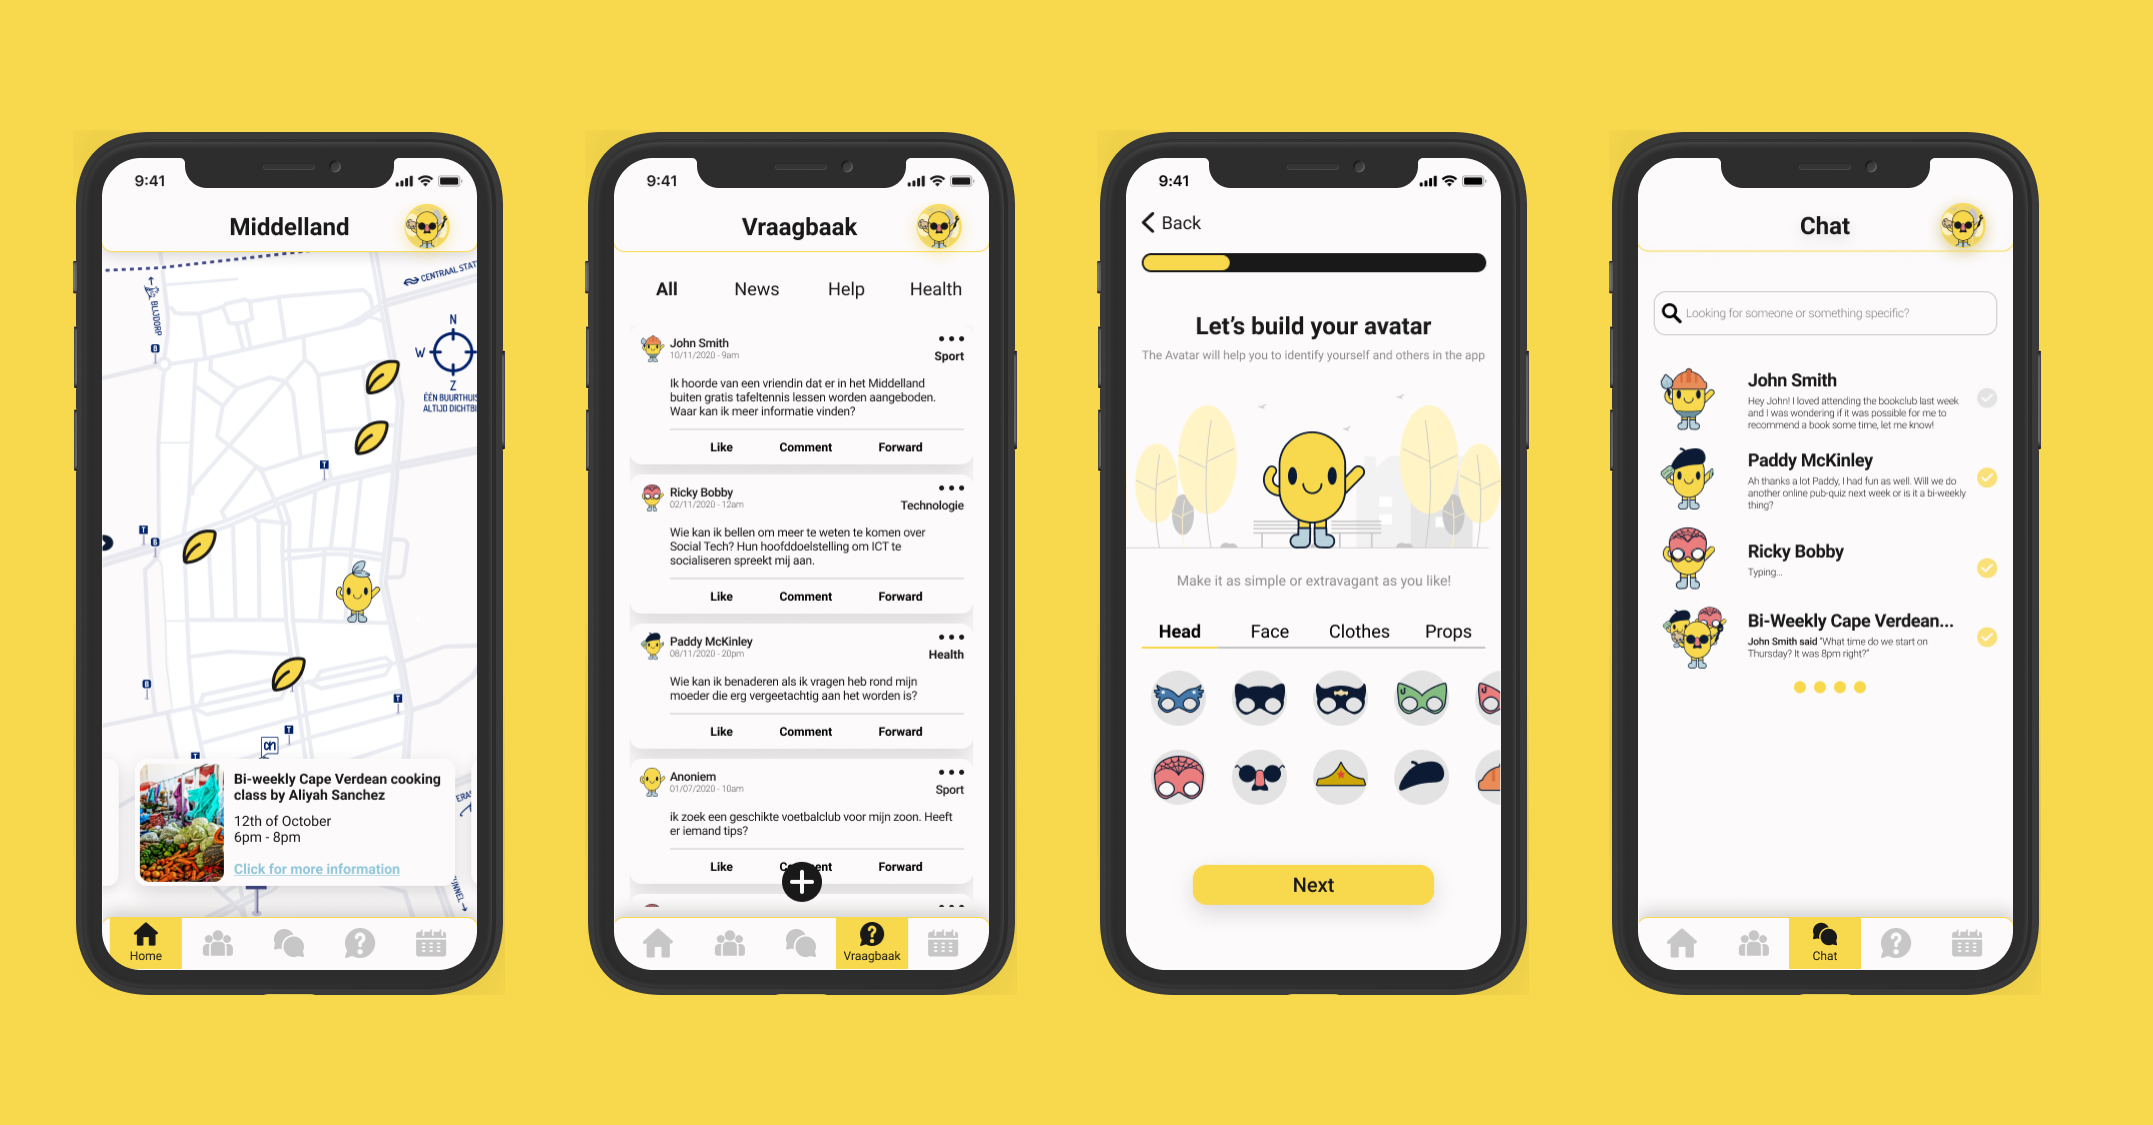 9:41
Middelland
CENTRAAL STAT
BLIJDORP
N
W
Z
ÉÉN BUURTHUIS
ALTIJD DICHTBI
B
T
T
B
B
T
T
T
Bi-weekly Cape Verdean cooking
class by Aliyah Sanchez
12th of October
6pm - 8pm
Click for more information
ERAS
UNNEL
Home
9:41
Vraagbaak
All News Help Health
John Smith
10/11/2020 - 9am
Sport
Ik hoorde van een vriendin dat er in het Middelland
buiten gratis tafeltennis lessen worden aangeboden.
Waar kan ik meer informatie vinden?
Like Comment Forward
Ricky Bobby
02/11/2020 - 12am
Technologie
Wie kan ik bellen om meer te weten te komen over
Social Tech? Hun hoofddoelstelling om ICT te
socialiseren spreekt mij aan.
Like Comment Forward
Paddy McKinley
08/11/2020 - 20pm
Health
Wie kan ik benaderen als ik vragen heb rond mijn
moeder die erg vergeetachtig aan het worden is?
Like Comment Forward
Anoniem
01/07/2020 - 10am
Sport
ik zoek een geschikte voetbalclub voor mijn zoon. Heeft
er iemand tips?
Like Comment Forward
Vraagbaak
9:41
Back
Let's build your avatar
The Avatar will help you to identify yourself and others in the app
Make it as simple or extravagant as you like!
Head Face Clothes Props
Next
Chat
Looking for someone or something specific?
John Smith
Hey John! I loved attending the bookclub last week
and I was wondering if it was possible for me to
recommend a book some time, let me know!
Paddy McKinley
Ah thanks a lot Paddy, I had fun as well. Will we do
another online pub-quiz next week or is it a bi-weekly
thing?
Ricky Bobby
Typing...
Bi-Weekly Cape Verdean...
John Smith said "What time do we start on
Thursday? It was 8pm right?"
Chat